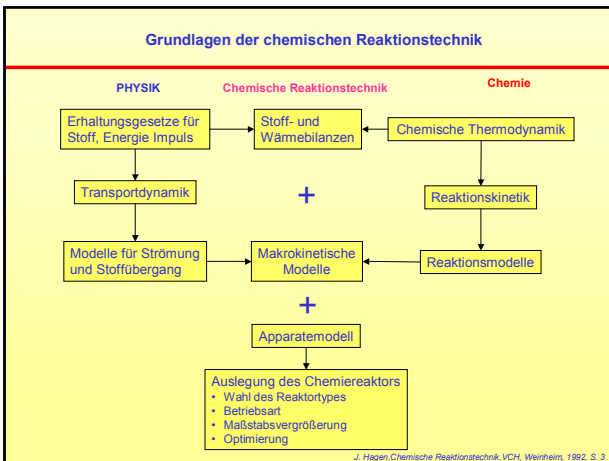 Grundlagen der chemischen Reaktionstechnik
PHYSIK
Chemische Reaktionstechnik
Chemie
Erhaltungsgesetze für
Stoff, Energie Impuls
Stoff- und
Wärmebilanzen
Chemische Thermodynamik
Transportdynamik
+
Reaktionskinetik
Modelle für Strömung
und Stoffübergang
Makrokinetische
Modelle
Reaktionsmodelle
+
Apparatemodell
Auslegung des Chemiereaktors
• Wahl des Reaktortypes
• Betriebsart
• Maßstabsvergrößerung
• Optimierung
J. Hagen,Chemische Reaktionstechnik,VCH, Weinheim, 1992, S. 3